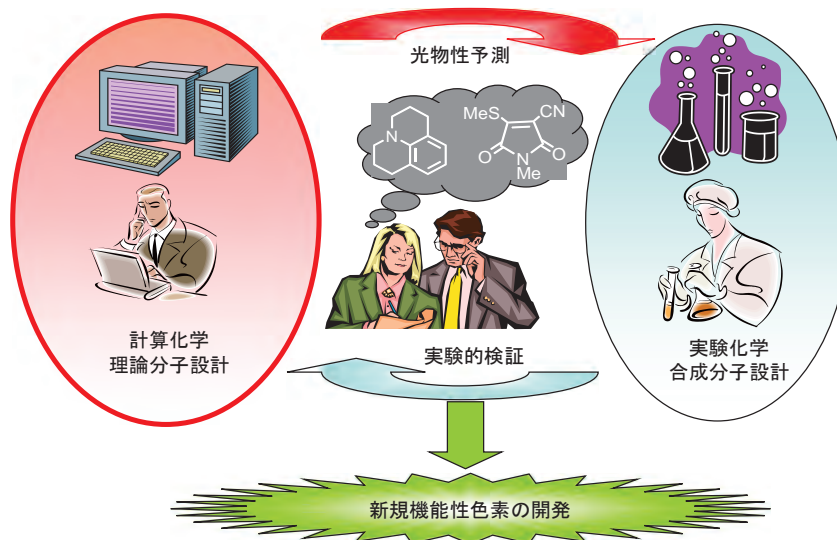 光物性予測
MeS
CN
N
O
N
O
Me
計算化学
理論分子設計
実験的検証
実験化学
合成分子設計
新規機能性色素の開発